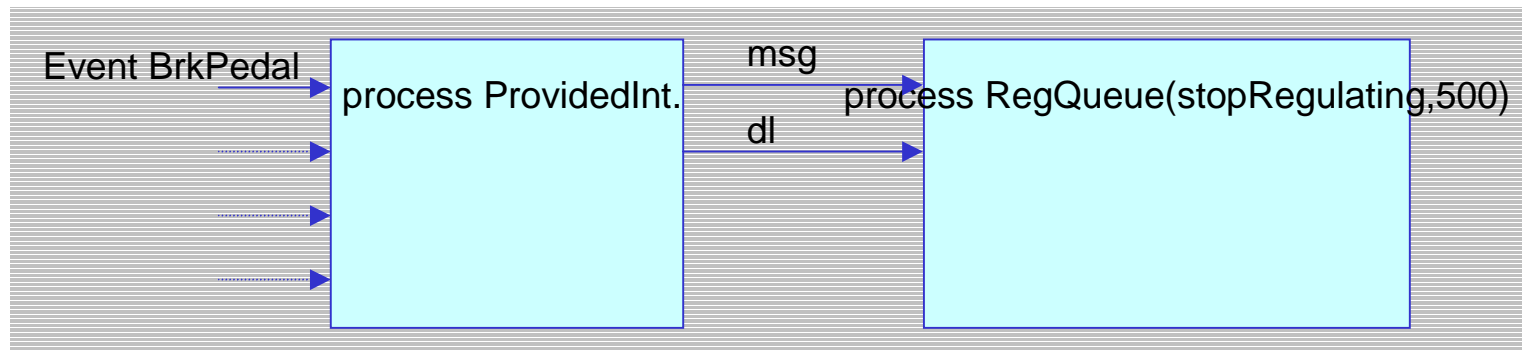 Event BrkPedal
process ProvidedInt.
msg
dl
process RegQueue(stopRegulating,500)